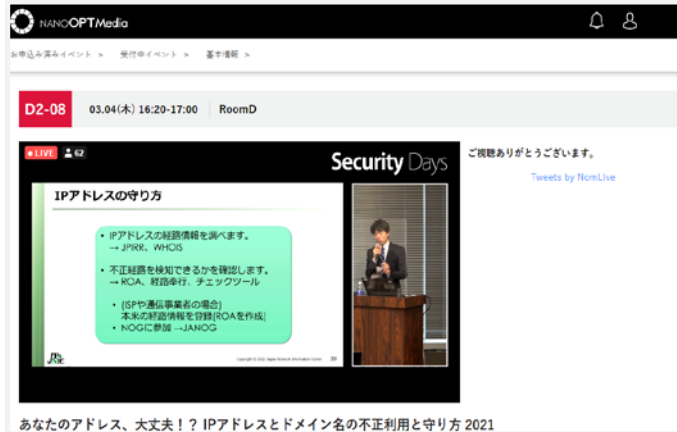 NANOOPTMedia
お申込み済みイベント >　受付中イベント >　基本情報 >
D2-08　03.04(木) 16:20-17:00　RoomD
LIVE 62
Security Days
ご視聴ありがとうございます。
Tweets by NcmLive
IPアドレスの守り方
• IPアドレスの経路情報を調べます。
→ JPIRR、WHOIS
• 不正経路を検知できるかを確認します。
→ ROA、経路奉行、チェックツール
• (ISPや通信事業者の場合)
本来の経路情報を登録(ROAを作成)
• NOGに参加 →JANOG
Copyright © 2021 Japan Network Information Center
39
あなたのアドレス、大丈夫！？ IPアドレスとドメイン名の不正利用と守り方 2021